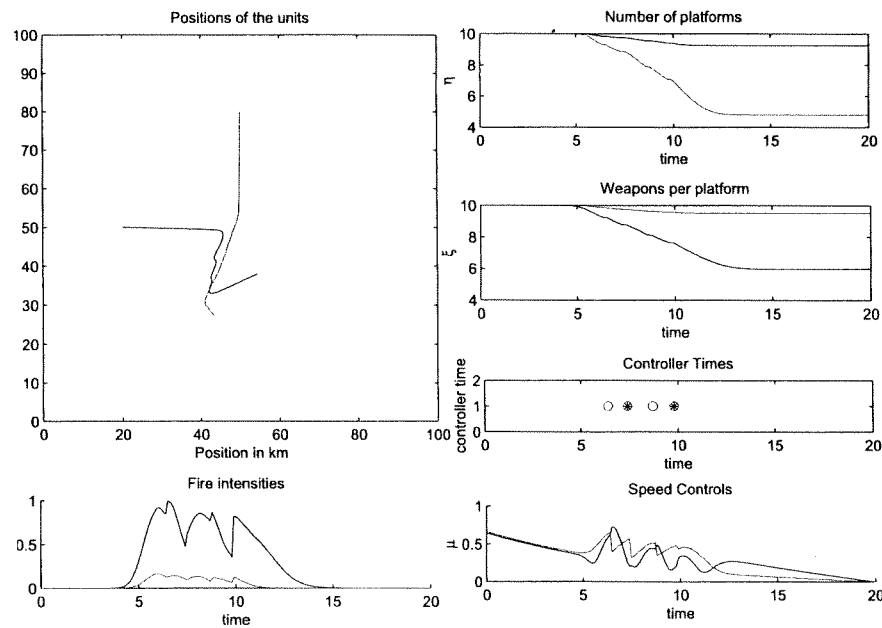 Positions of the units
100
90
80
70
60
50
40
30
20
10
0
0 20 40 60 80 100
Position in km
Number of platforms
10
8
6
4
η
0 5 10 15 20
time
Weapons per platform
10
8
6
4
ξ
0 5 10 15 20
time
Controller Times
2
1
0
controller time
0 5 10 15 20
time
Fire intensities
1
0.5
0
0 5 10 15 20
time
Speed Controls
1
0.5
0
μ
0 5 10 15 20
time